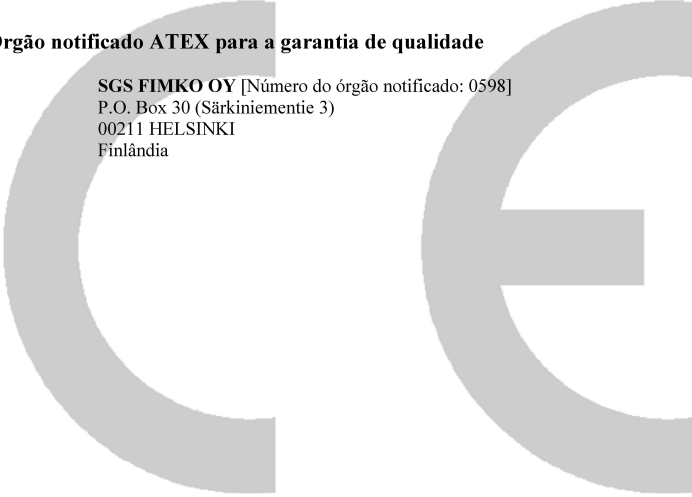 Órgão notificado ATEX para a garantia de qualidade
SGS FIMKO OY [Número do órgão notificado: 0598]
P.O. Box 30 (Särkiniementie 3)
00211 HELSINKI
Finlândia